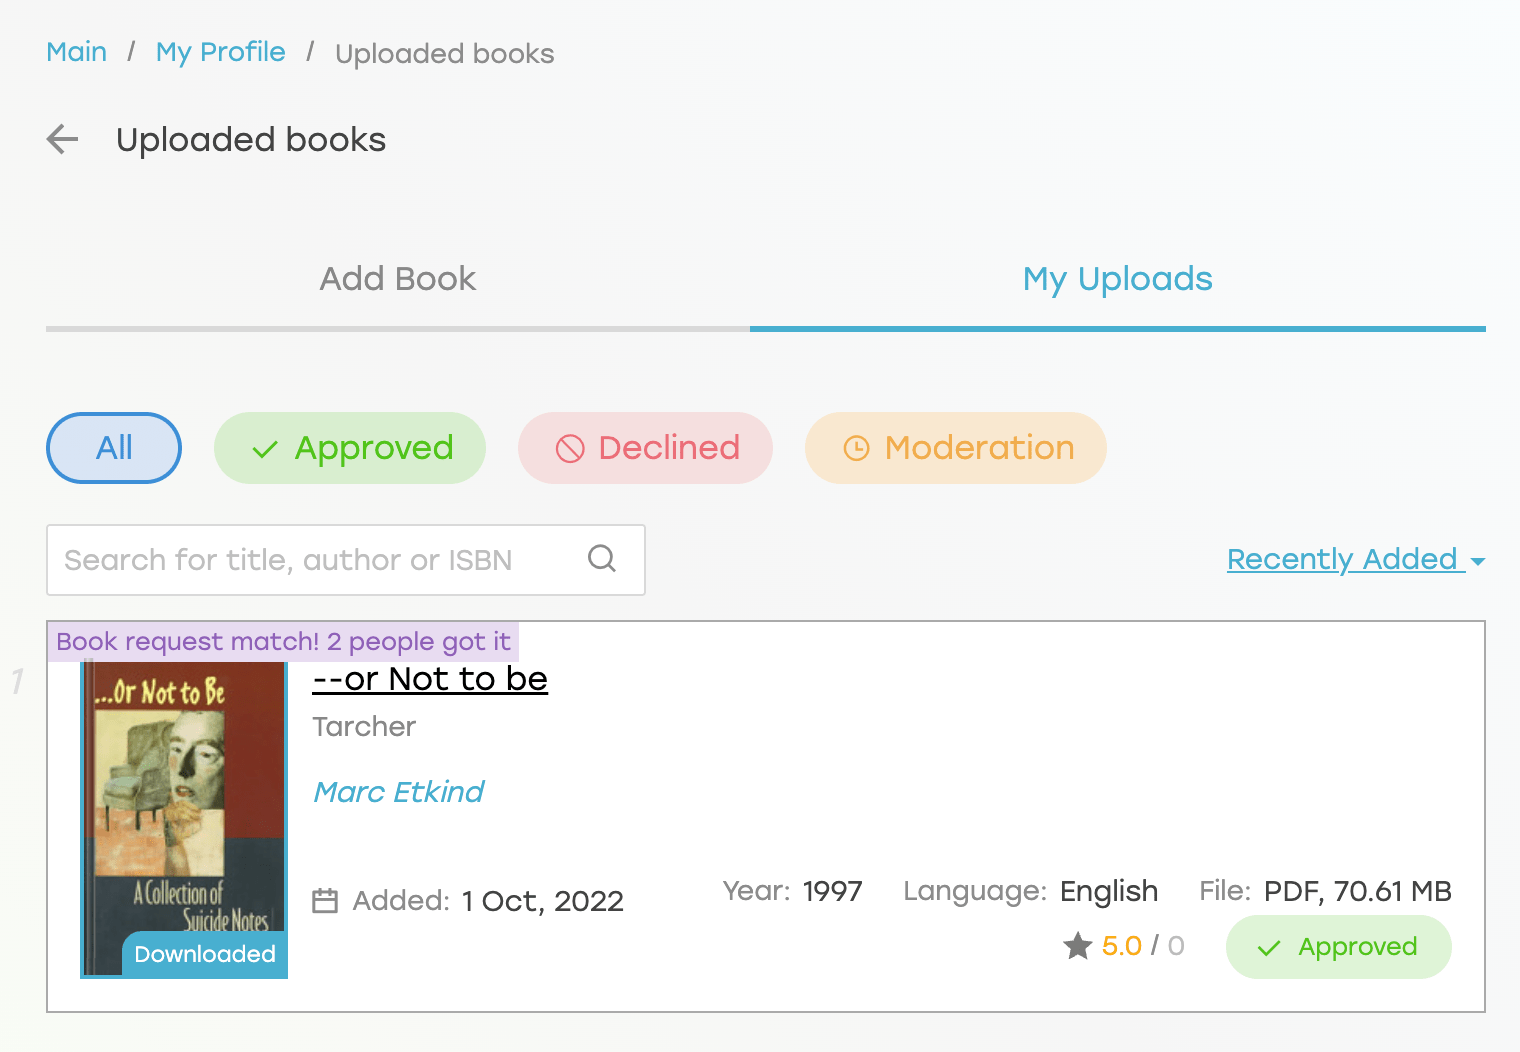 Main / My Profile / Uploaded books
Uploaded books
Add Book
My Uploads
All
Approved
Declined
Moderation
Search for title, author or ISBN
Recently Added
Book request match! 2 people got it
1
...Or Not to Be
A Collection of
Suicide Notes
Downloaded
--or Not to be
Tarcher
Marc Etkind
Added: 1 Oct, 2022
Year: 1997 Language: English File: PDF, 70.61 MB
5.0 / 0
Approved